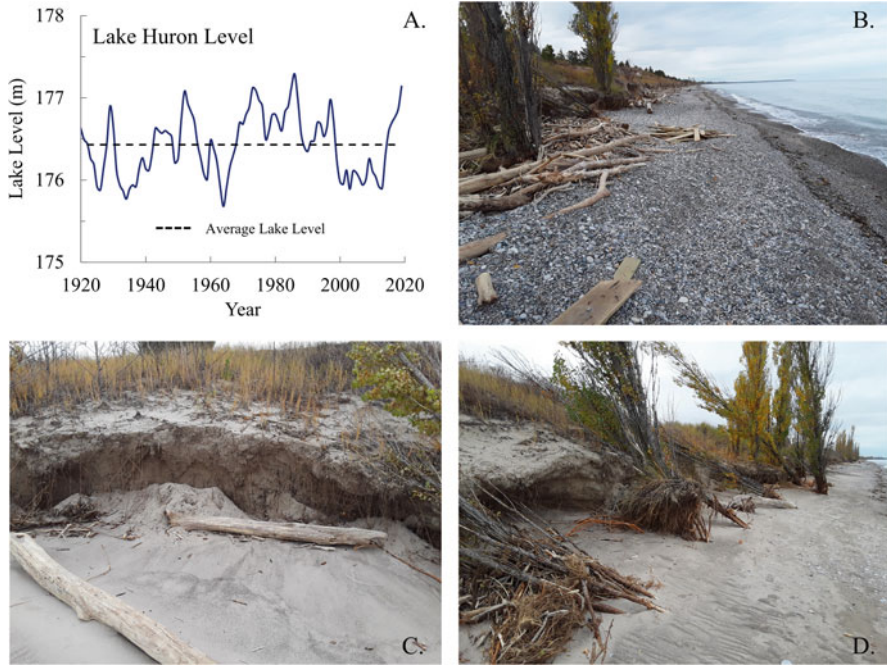 178
Lake Huron Level
A.
177
Lake Level (m)
176
Average Lake Level
175
1920 1940 1960 1980 2000 2020
Year
B.
C.
D.